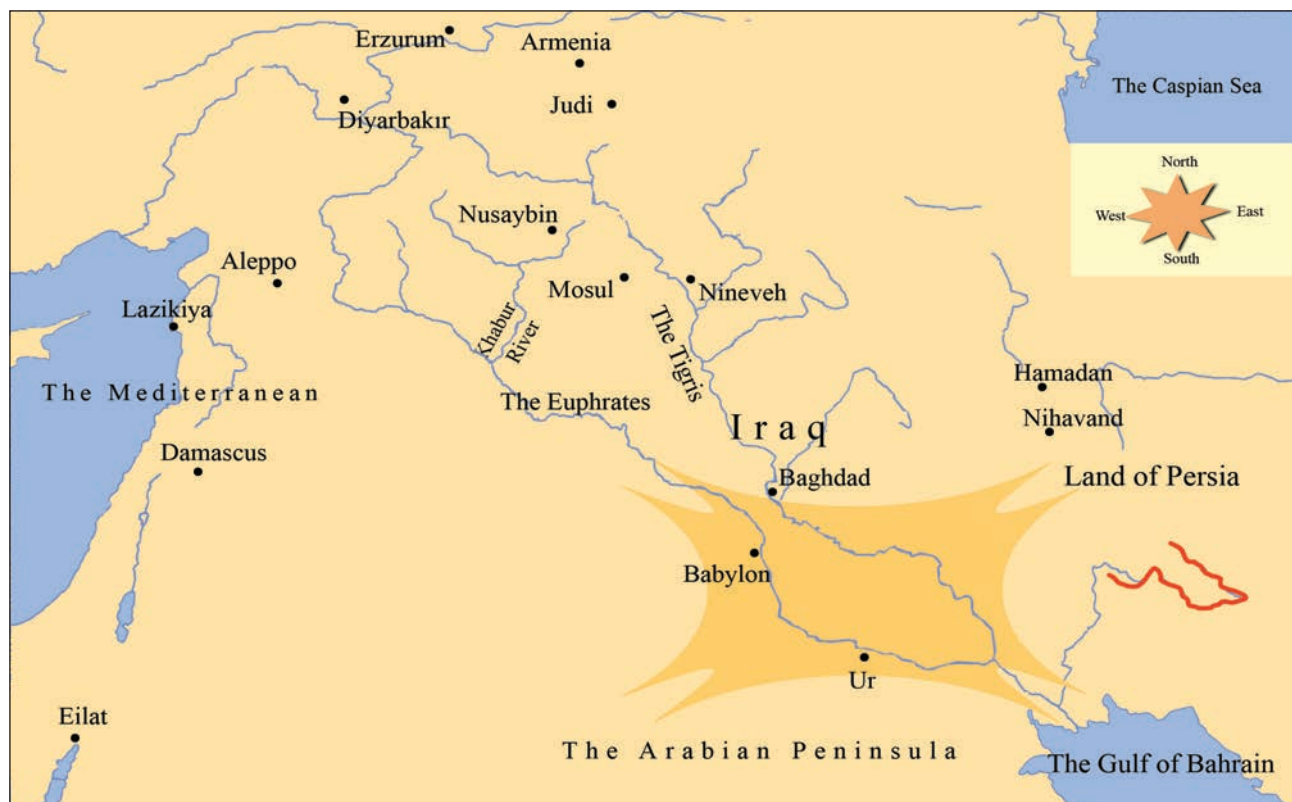 Erzurum
Armenia
The Caspian Sea
Judi
Diyarbakır
North
West
East
South
Nusaybin
Aleppo
Mosul
Nineveh
Lazikiya
Khabur
River
The Tigris
The Mediterranean
The Euphrates
Hamadan
Iraq
Nihavand
Damascus
Baghdad
Land of Persia
Babylon
Ur
Eilat
The Arabian Peninsula
The Gulf of Bahrain